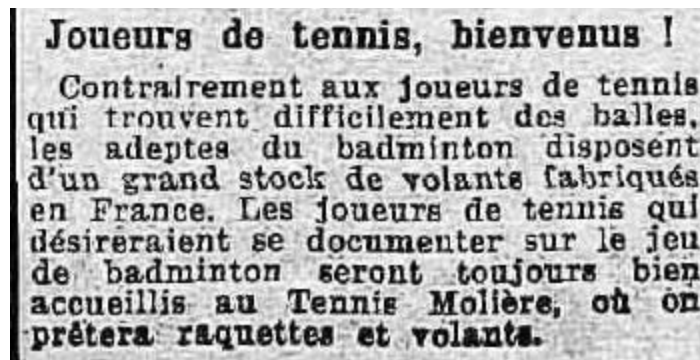 Joueurs de tennis, bienvenus !
Contrairement aux joueurs de tennis
qui trouvent difficilement des balles,
les adeptes du badminton disposent
d'un grand stock de volants fabriqués
en France. Les joueurs de tennis qui
désireraient se documenter sur le jeu
de badminton seront toujours bien
accueillis au Tennis Molière, où on
prêtera raquettes et volants.